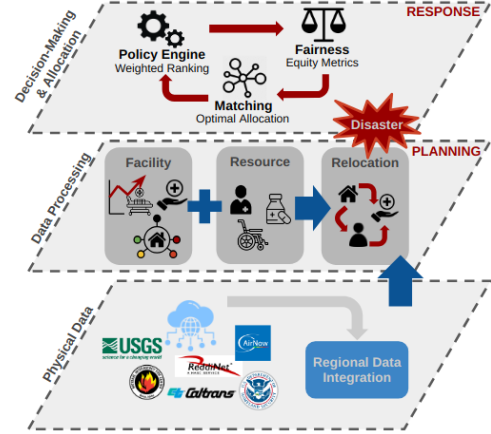 Decision-Making
& Allocation
RESPONSE
Policy Engine
Weighted Ranking
Fairness
Equity Metrics
Matching
Optimal Allocation
Disaster
PLANNING
Data Processing
Facility
Resource
Relocation
Physical Data
USGS
science for a changing world
AirNow
ReddiNet
Caltrans
Regional Data
Integration